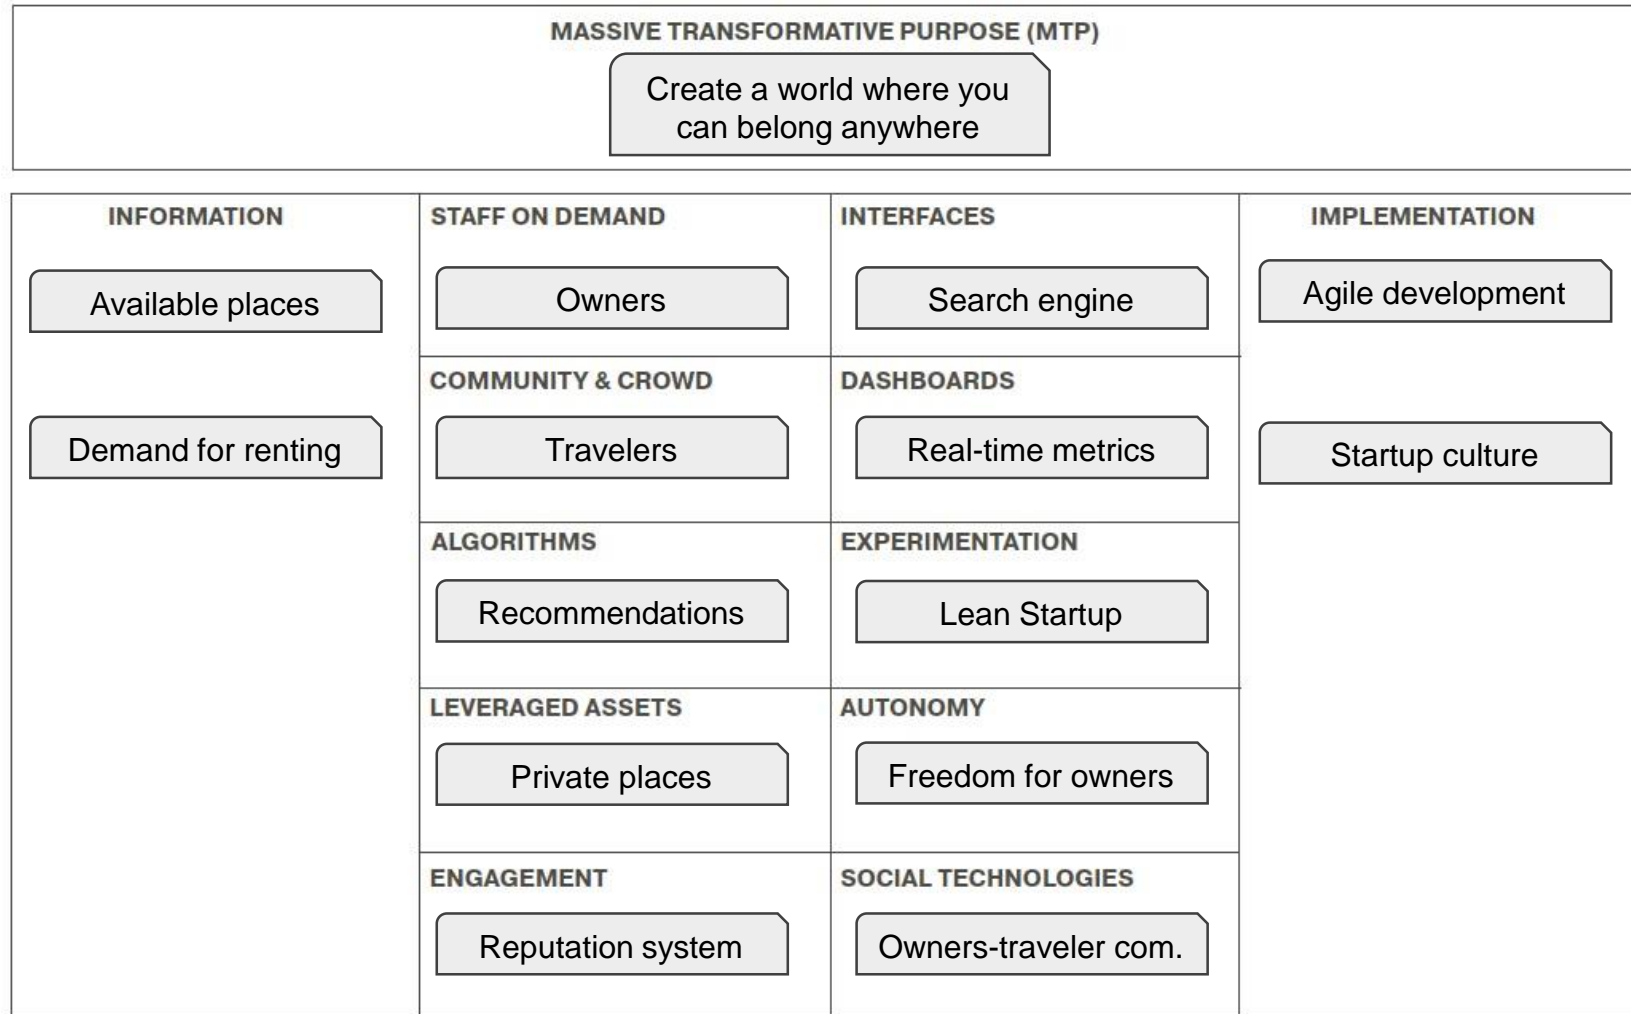 MASSIVE TRANSFORMATIVE PURPOSE (MTP)
Create a world where you
can belong anywhere
INFORMATION
Available places
Demand for renting
STAFF ON DEMAND
Owners
COMMUNITY & CROWD
Travelers
ALGORITHMS
Recommendations
LEVERAGED ASSETS
Private places
ENGAGEMENT
Reputation system
INTERFACES
Search engine
DASHBOARDS
Real-time metrics
EXPERIMENTATION
Lean Startup
AUTONOMY
Freedom for owners
SOCIAL TECHNOLOGIES
Owners-traveler com.
IMPLEMENTATION
Agile development
Startup culture